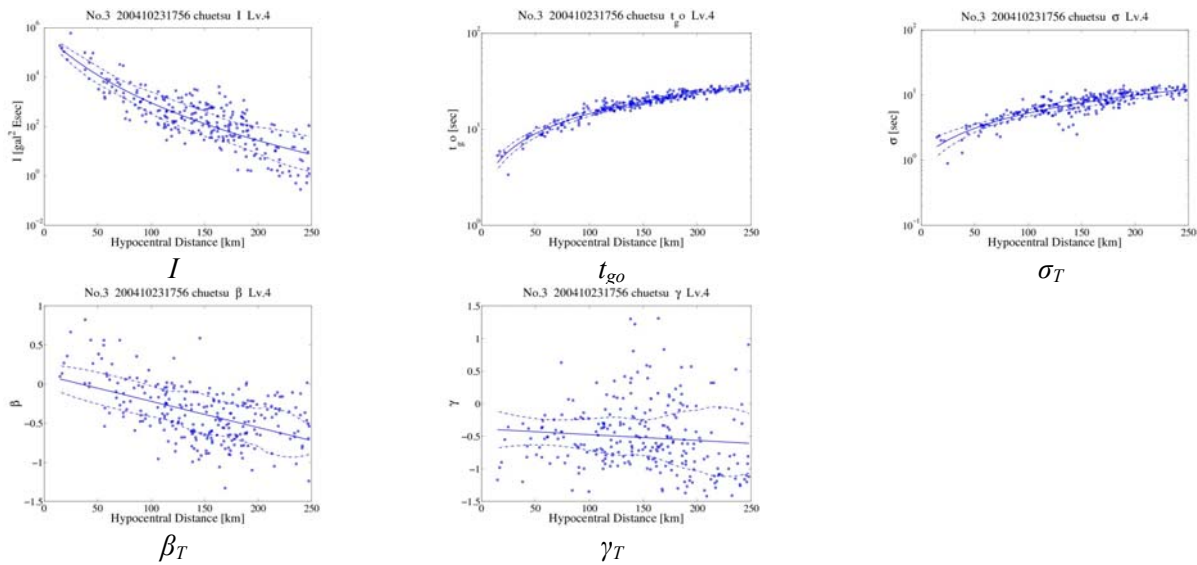 No.3 200410231756 chuetsu I Lv.4
10^6
10^4
10^2
10^0
10^-2
I [gal^2 Esec]
0 50 100 150 200 250
Hypocentral Distance [km]
I
No.3 200410231756 chuetsu t_g o Lv.4
10^2
10^1
10^0
t_g o [sec]
0 50 100 150 200 250
Hypocentral Distance [km]
t_go
No.3 200410231756 chuetsu σ Lv.4
10^2
10^1
10^0
10^-1
σ [sec]
0 50 100 150 200 250
Hypocentral Distance [km]
σ_T
No.3 200410231756 chuetsu β Lv.4
1
0.5
0
−0.5
−1
−1.5
β
0 50 100 150 200 250
Hypocentral Distance [km]
β_T
No.3 200410231756 chuetsu γ Lv.4
1.5
1
0.5
0
−0.5
−1
−1.5
γ
0 50 100 150 200 250
Hypocentral Distance [km]
γ_T